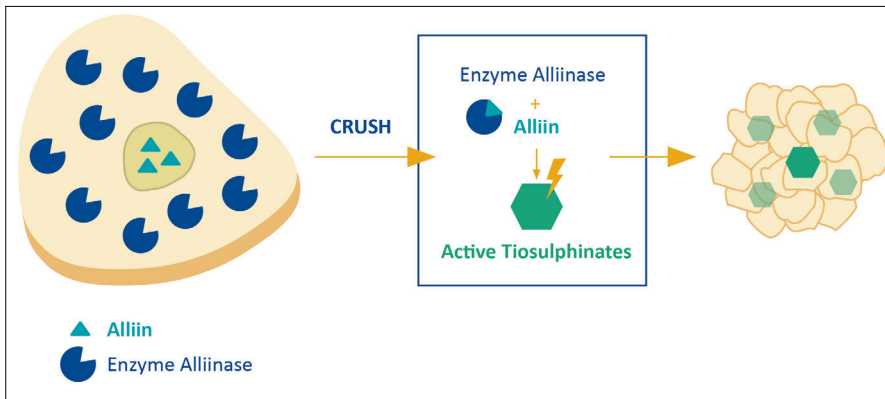 CRUSH
Enzyme Alliinase
+
Alliin
Active Tiosulphinates
Alliin
Enzyme Alliinase